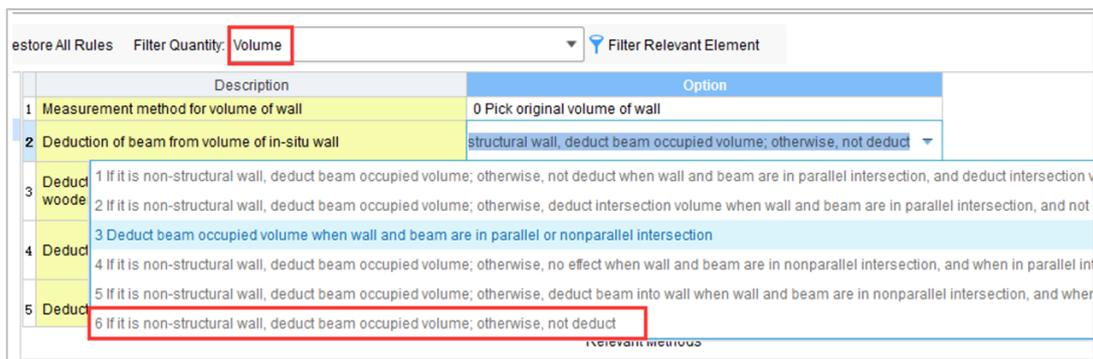 estore All Rules Filter Quantity: Volume Filter Relevant Element
Description Option
1 Measurement method for volume of wall 0 Pick original volume of wall
2 Deduction of beam from volume of in-situ wall structural wall, deduct beam occupied volume; otherwise, not deduct
3 Deduct
woode
1 If it is non-structural wall, deduct beam occupied volume; otherwise, not deduct when wall and beam are in parallel intersection, and deduct intersection v
2 If it is non-structural wall, deduct beam occupied volume; otherwise, deduct intersection volume when wall and beam are in parallel intersection, and not
3 Deduct beam occupied volume when wall and beam are in parallel or nonparallel intersection
4 Deduct
4 If it is non-structural wall, deduct beam occupied volume; otherwise, no effect when wall and beam are in nonparallel intersection, and when in parallel int
5 If it is non-structural wall, deduct beam occupied volume; otherwise, deduct beam into wall when wall and beam are in nonparallel intersection, and when
5 Deduct
6 If it is non-structural wall, deduct beam occupied volume; otherwise, not deduct
Relevant Methods